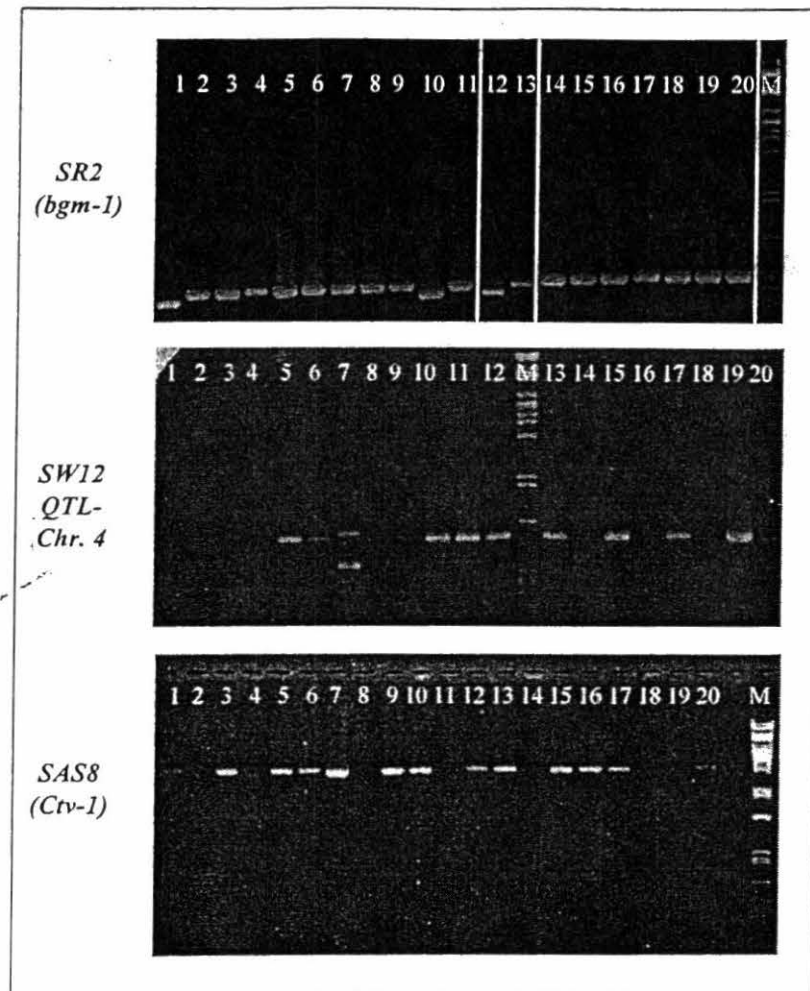 1 2 3 4 5 6 7 8 9 10 11 12 13 14 15 16 17 18 19 20 M
SR2
(bgm-1)
1 2 3 4 5 6 7 8 9 10 11 12 M 13 14 15 16 17 18 19 20
SW12
QTL-
Chr. 4
1 2 3 4 5 6 7 8 9 10 11 12 13 14 15 16 17 18 19 20 M
SAS8
(Ctv-1)